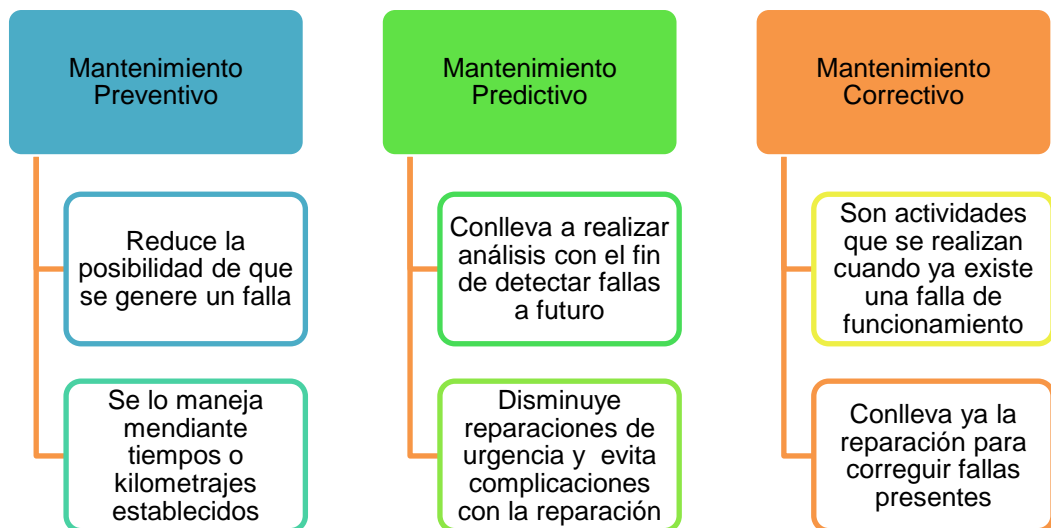 Mantenimiento
Preventivo
Reduce la
posibilidad de que
se genere un falla
Se lo maneja
mendiante
tiempos o
kilometrajes
establecidos
Mantenimiento
Predictivo
Conlleva a realizar
análisis con el fin
de detectar fallas
a futuro
Disminuye
reparaciones de
urgencia y evita
complicaciones
con la reparación
Mantenimiento
Correctivo
Son actividades
que se realizan
cuando ya existe
una falla de
funcionamiento
Conlleva ya la
reparación para
correguir fallas
presentes